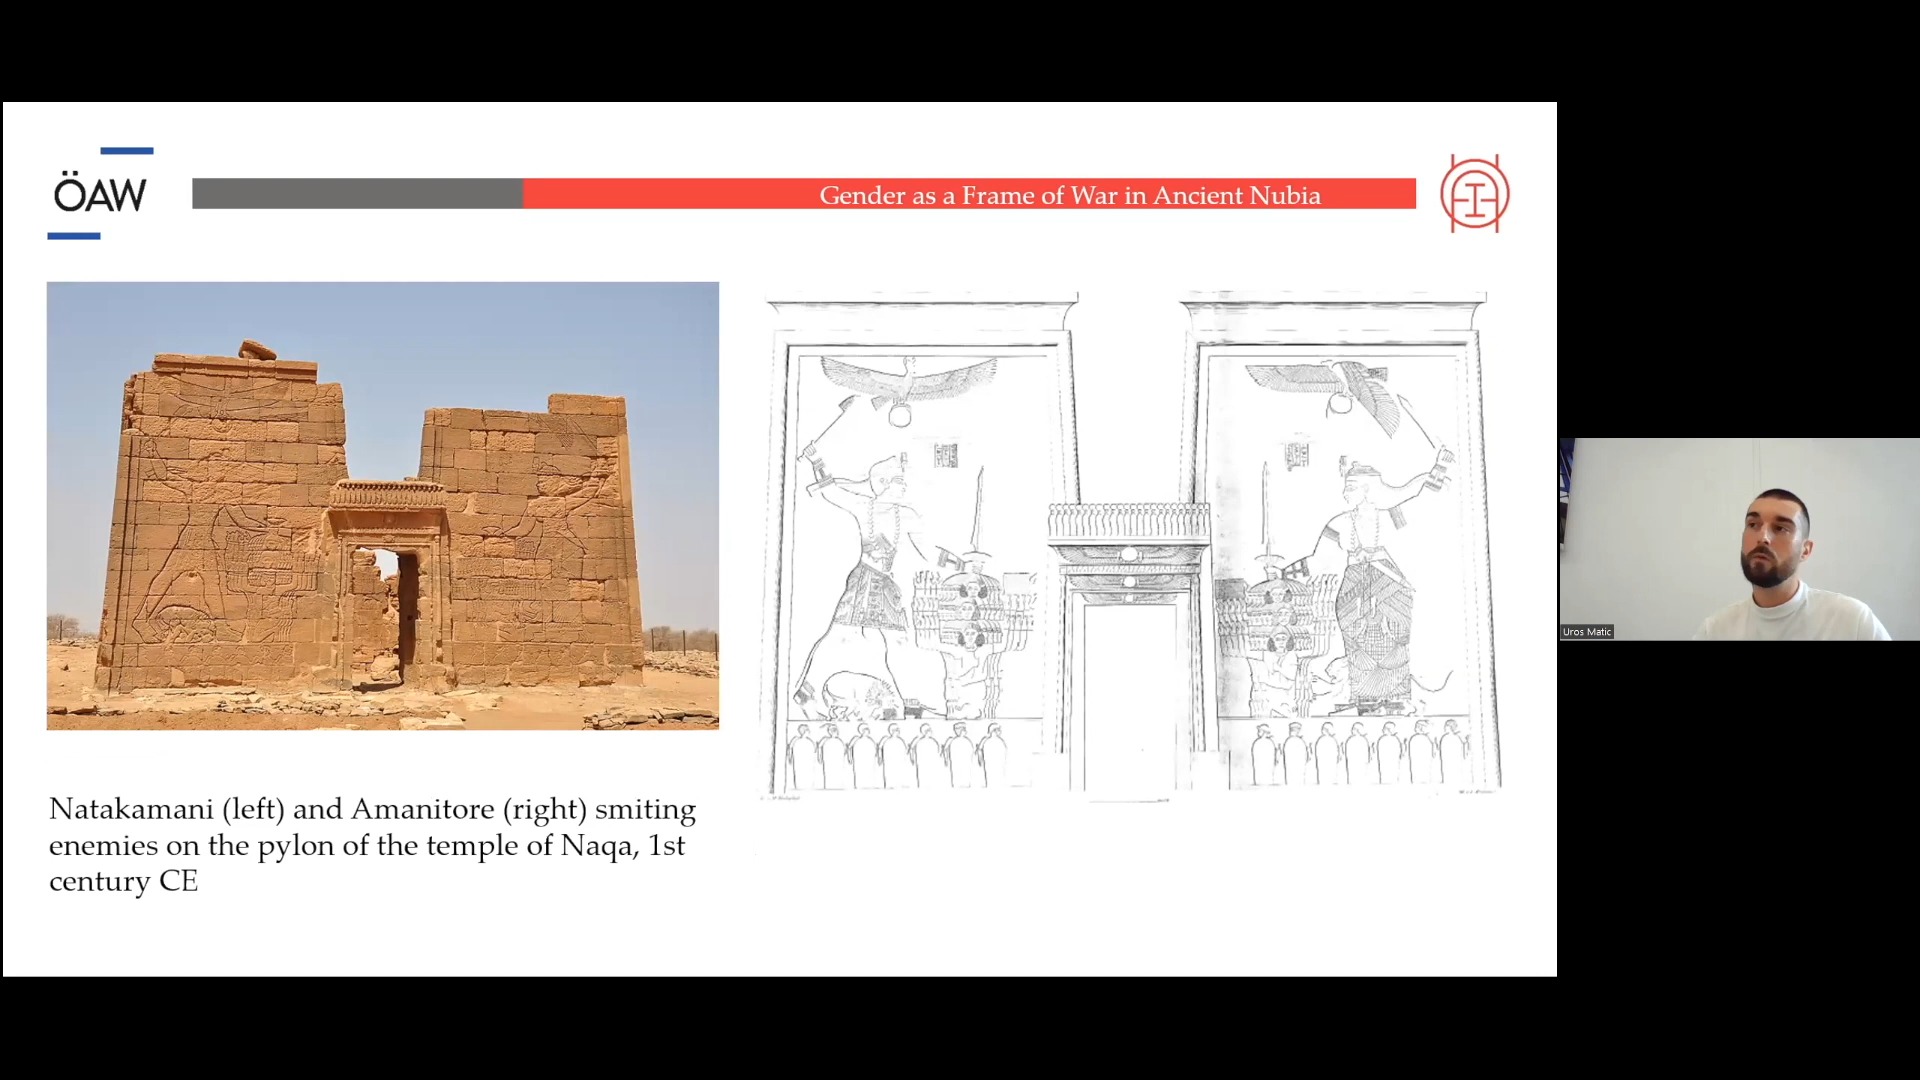 ÖAW
Gender as a Frame of War in Ancient Nubia
Natakamani (left) and Amanitore (right) smiting
enemies on the pylon of the temple of Naqa, 1st
century CE
Uros Matic